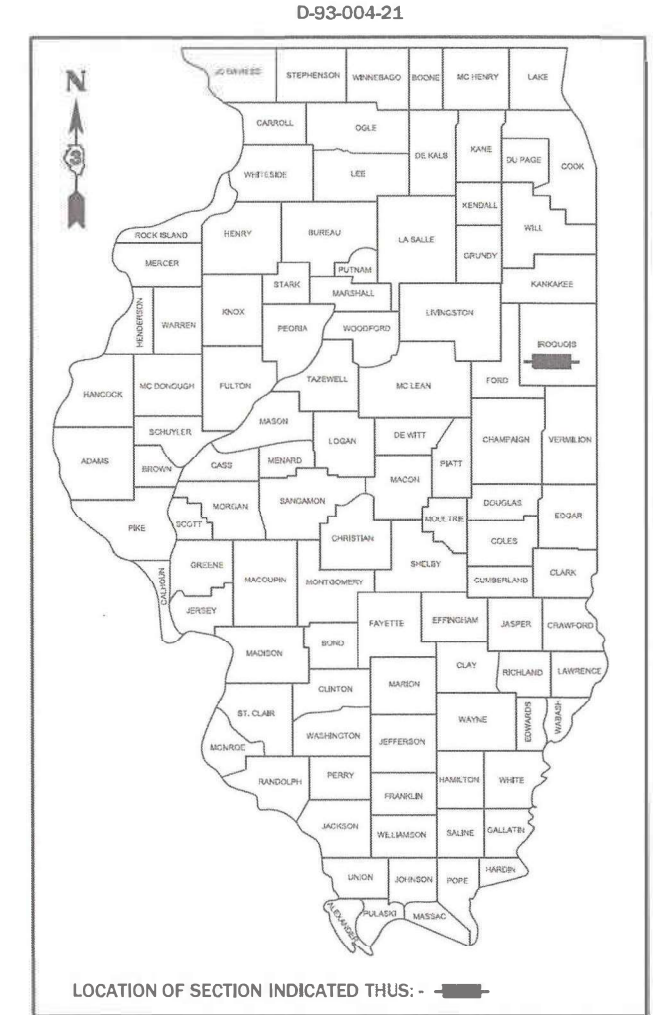 D-93-004-21
N
JO DAVIESS
STEPHENSON
WINNEBAGO
BOONE
MC HENRY
LAKE
CARROLL
OGLE
DE KALB
KANE
DU PAGE
COOK
WHITESIDE
LEE
KENDALL
WILL
ROCK ISLAND
HENRY
BUREAU
LA SALLE
GRUNDY
MERCER
PUTNAM
KANKAKEE
STARK
MARSHALL
HENDERSON
WARREN
KNOX
PEORIA
WOODFORD
LIVINGSTON
IROQUOIS
HANCOCK
MC DONOUGH
FULTON
TAZEWELL
MC LEAN
FORD
MASON
SCHUYLER
LOGAN
DE WITT
CHAMPAIGN
VERMILION
ADAMS
BROWN
CASS
MENARD
MACON
PIATT
PIKE
SCOTT
MORGAN
SANGAMON
CHRISTIAN
MOULTRIE
DOUGLAS
EDGAR
COLES
CALHOUN
GREENE
MACOUPIN
MONTGOMERY
SHELBY
CUMBERLAND
CLARK
JERSEY
FAYETTE
EFFINGHAM
JASPER
CRAWFORD
MADISON
BOND
CLAY
RICHLAND
LAWRENCE
CLINTON
MARION
ST. CLAIR
WAYNE
EDWARDS
WABASH
MONROE
WASHINGTON
JEFFERSON
RANDOLPH
PERRY
HAMILTON
WHITE
FRANKLIN
JACKSON
WILLIAMSON
SALINE
GALLATIN
UNION
JOHNSON
POPE
HARDIN
ALEXANDER
PULASKI
MASSAC
LOCATION OF SECTION INDICATED THUS: -